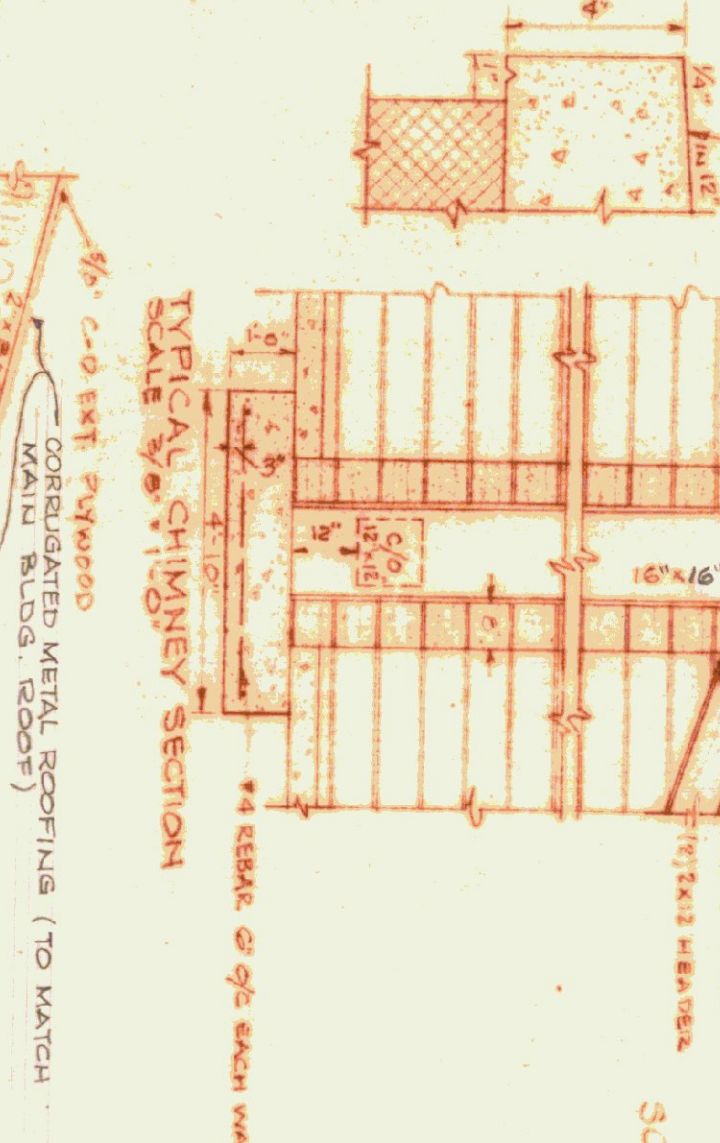 4"
1/4" IN 12"
1"
16"x16"
(2) 2x12 HEADER
C/O
12"x12"
12"
8"
1'-0"
3"
4'-10"
#4 REBAR 6" O/C EACH
TYPICAL CHIMNEY SECTION
SCALE 3/8" = 1'-0"
5/8" C-D EXT. PLYWOOD
CORRUGATED METAL ROOFING (TO MATCH
MAIN BLDG. ROOF)